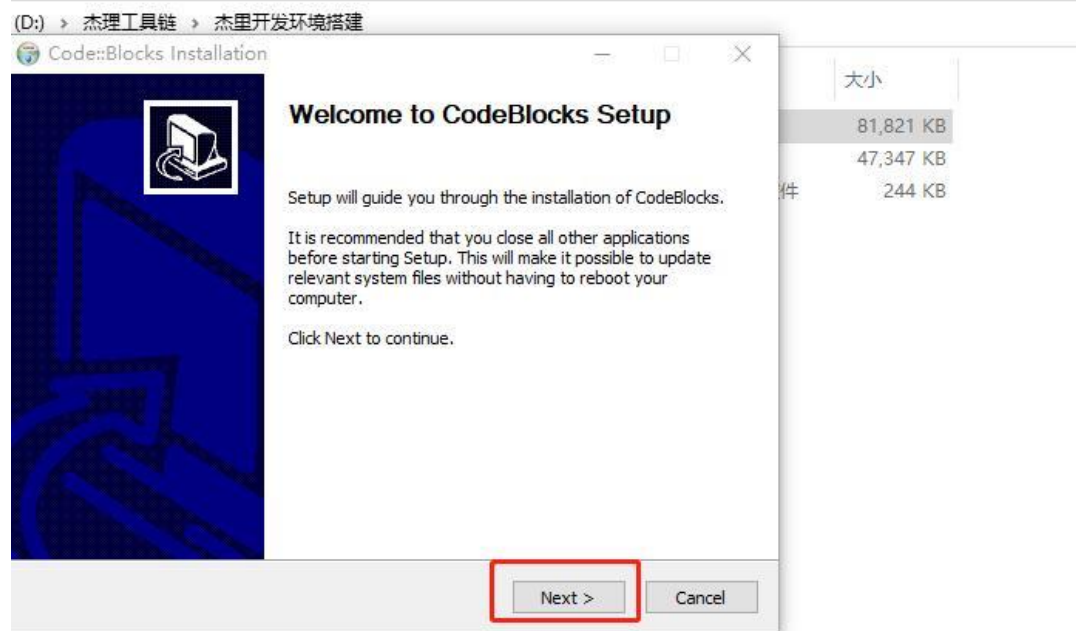 (D:) › 杰理工具链 › 杰里开发环境搭建
Code::Blocks Installation
大小
Welcome to CodeBlocks Setup
81,821 KB
47,347 KB
件 244 KB
Setup will guide you through the installation of CodeBlocks.
It is recommended that you close all other applications
before starting Setup. This will make it possible to update
relevant system files without having to reboot your
computer.
Click Next to continue.
Next >
Cancel